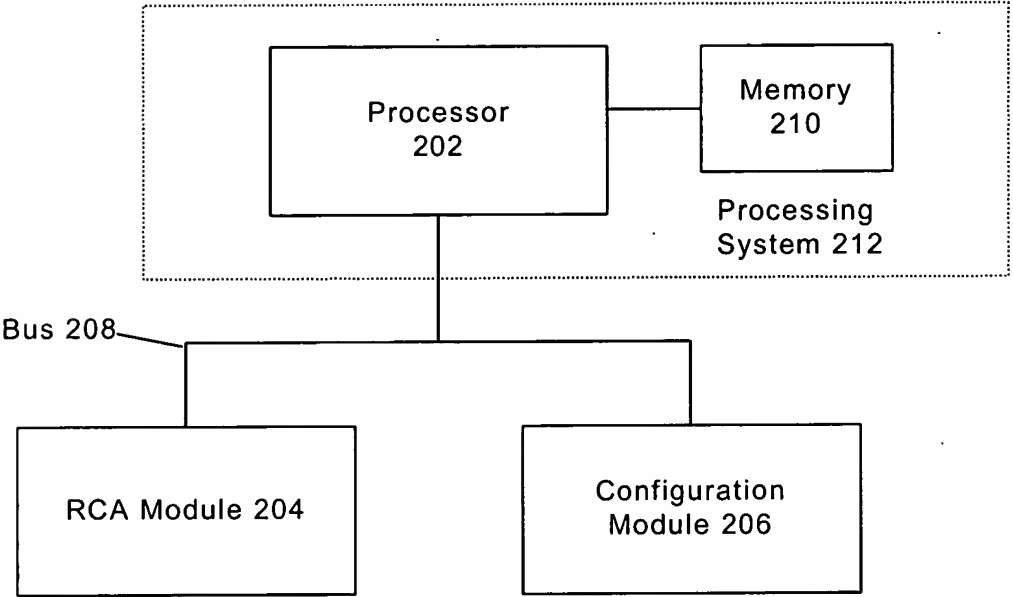 Processor
202
Memory
210
Processing
System 212
Bus 208
RCA Module 204
Configuration
Module 206